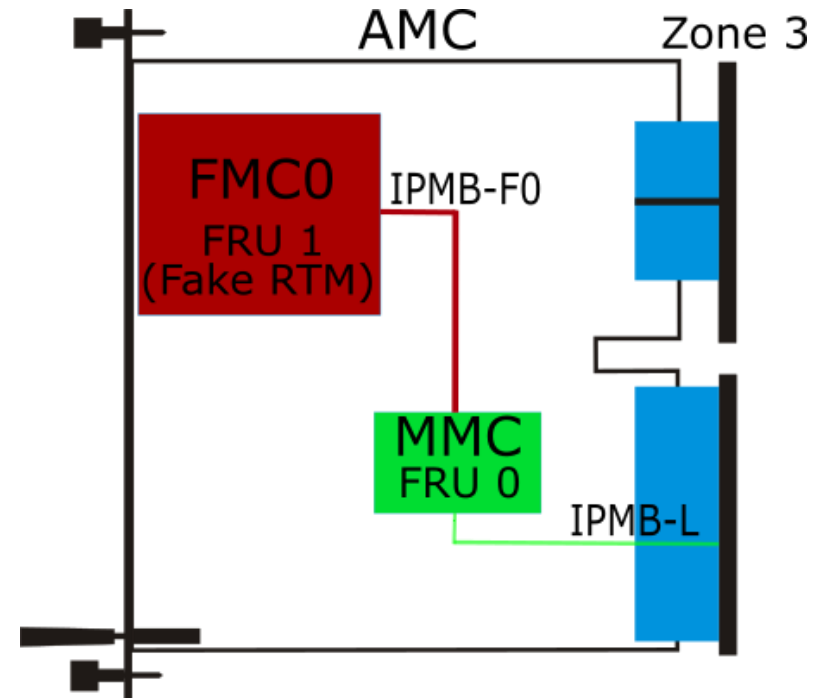 AMC
Zone 3
FMC0
FRU 1
(Fake RTM)
IPMB-F0
MMC
FRU 0
IPMB-L